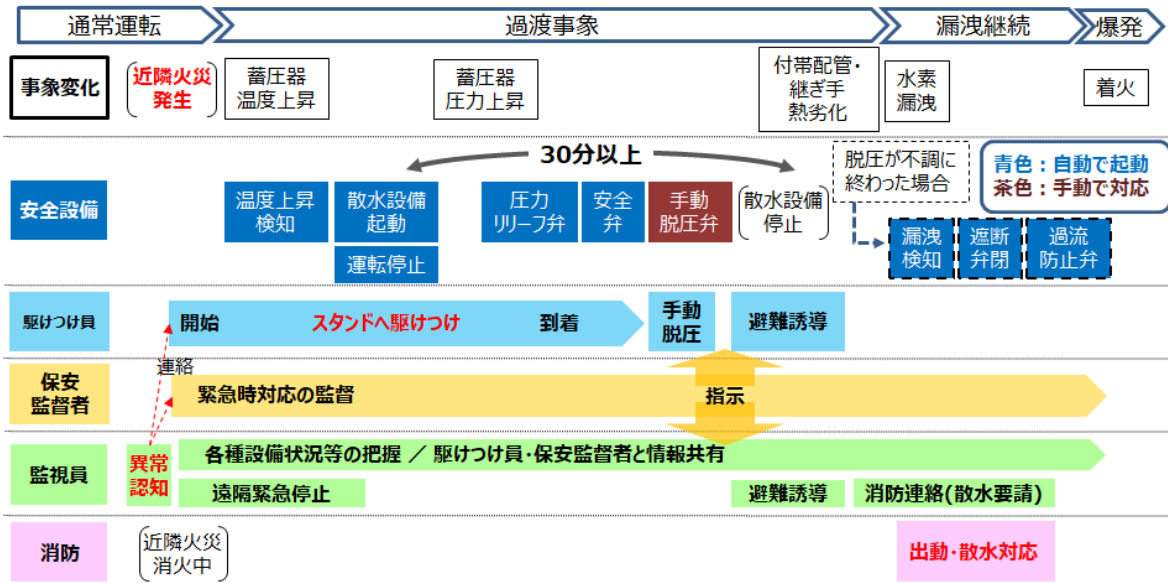 通常運転
過渡事象
漏洩継続
爆発
事象変化
近隣火災
発生
蓄圧器
温度上昇
蓄圧器
圧力上昇
付帯配管・
継ぎ手
熱劣化
水素
漏洩
着火
30分以上
脱圧が不調に
終わった場合
青色：自動で起動
茶色：手動で対応
安全設備
温度上昇
検知
散水設備
起動
運転停止
圧力
リリーフ弁
安全
弁
手動
脱圧弁
散水設備
停止
漏洩
検知
遮断
弁閉
過流
防止弁
駆けつけ員
開始
スタンドへ駆けつけ
到着
手動
脱圧
避難誘導
連絡
保安
監督者
緊急時対応の監督
指示
監視員
異常
認知
各種設備状況等の把握 ／ 駆けつけ員・保安監督者と情報共有
遠隔緊急停止
避難誘導
消防連絡(散水要請)
消防
近隣火災
消火中
出動・散水対応